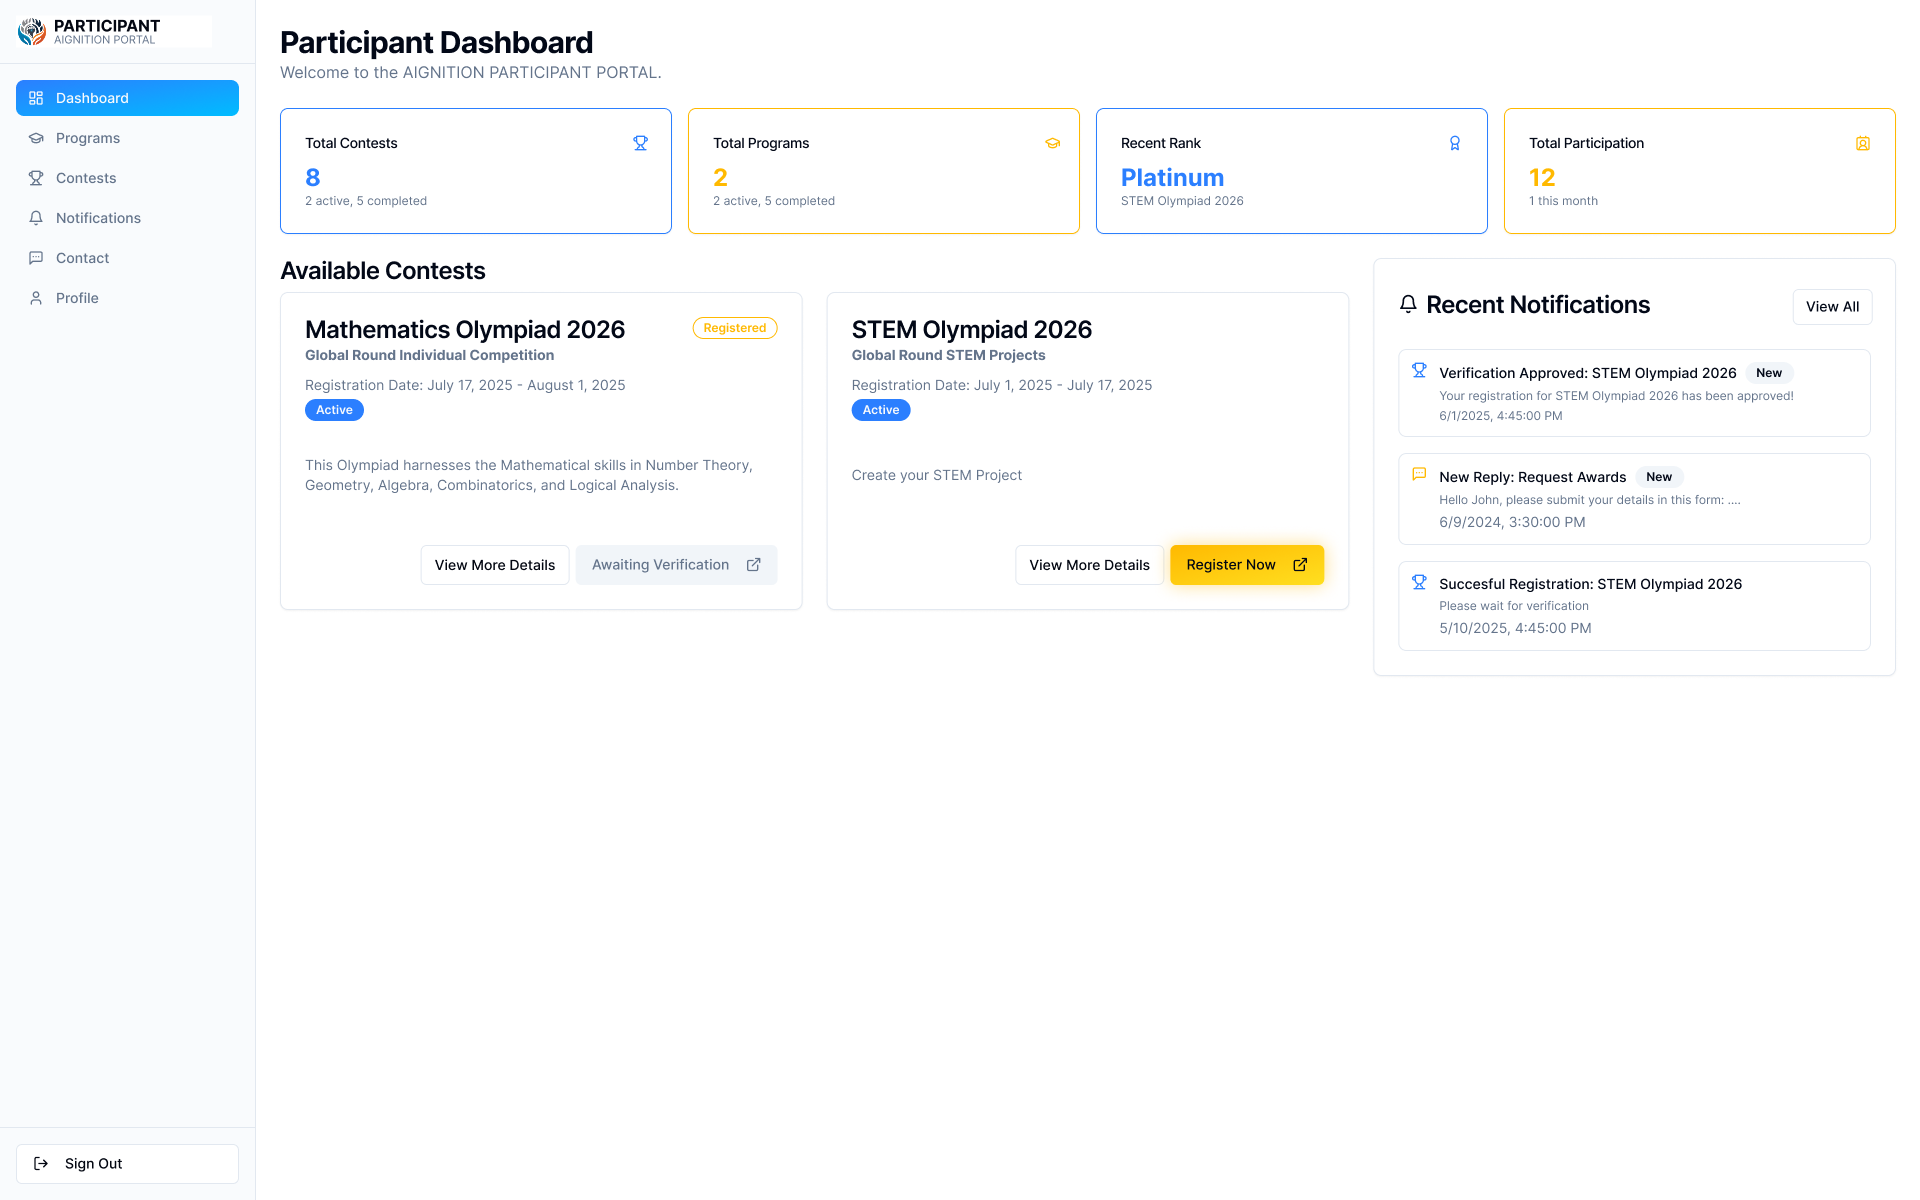 PARTICIPANT
AIGNITION PORTAL
Dashboard
Programs
Contests
Notifications
Contact
Profile
Sign Out
Participant Dashboard
Welcome to the AIGNITION PARTICIPANT PORTAL.
Total Contests
8
2 active, 5 completed
Total Programs
2
2 active, 5 completed
Recent Rank
Platinum
STEM Olympiad 2026
Total Participation
12
1 this month
Available Contests
Mathematics Olympiad 2026
Registered
Global Round Individual Competition
Registration Date: July 17, 2025 - August 1, 2025
Active
This Olympiad harnesses the Mathematical skills in Number Theory,
Geometry, Algebra, Combinatorics, and Logical Analysis.
View More Details
Awaiting Verification
STEM Olympiad 2026
Global Round STEM Projects
Registration Date: July 1, 2025 - July 17, 2025
Active
Create your STEM Project
View More Details
Register Now
Recent Notifications
View All
Verification Approved: STEM Olympiad 2026 New
Your registration for STEM Olympiad 2026 has been approved!
6/1/2025, 4:45:00 PM
New Reply: Request Awards New
Hello John, please submit your details in this form: ....
6/9/2024, 3:30:00 PM
Succesful Registration: STEM Olympiad 2026
Please wait for verification
5/10/2025, 4:45:00 PM